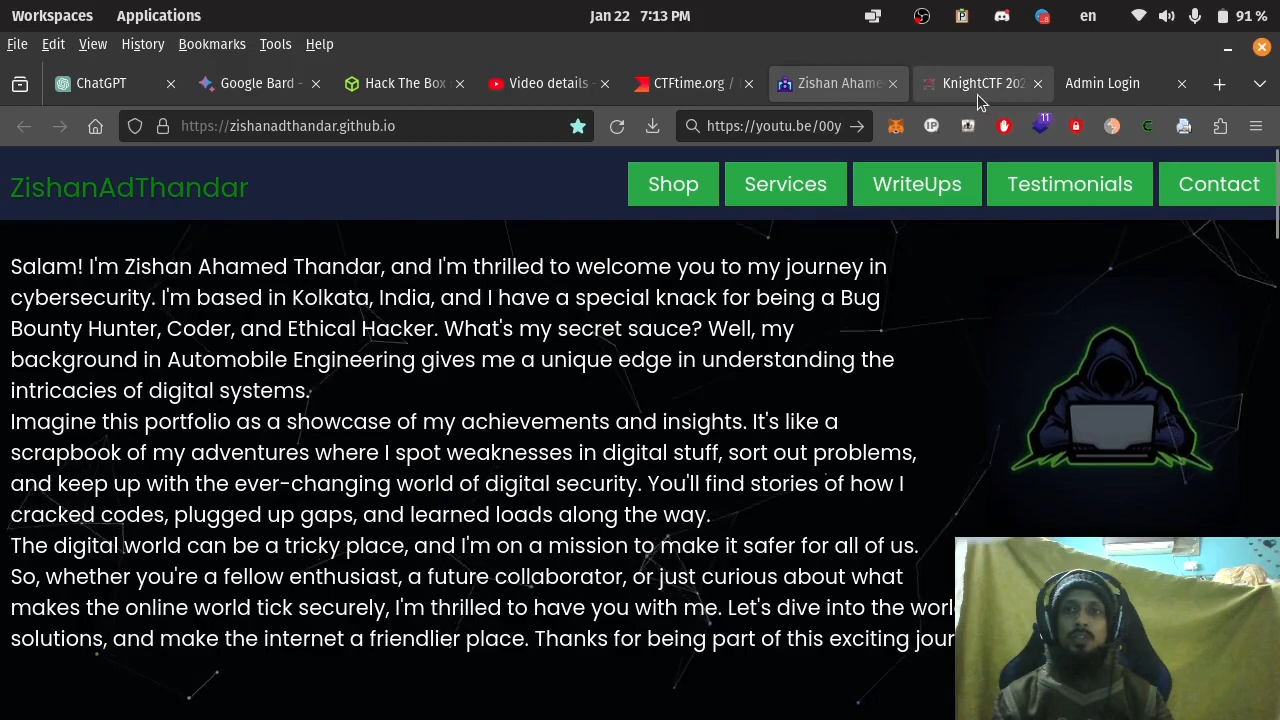 Workspaces Applications Jan 22 7:13 PM en 91 %
File Edit View History Bookmarks Tools Help
ChatGPT Google Bard - Hack The Box Video details - CTFtime.org / Zishan Ahame KnightCTF 202 Admin Login
https://zishanadthandar.github.io https://youtu.be/00y 11
ZishanAdThandar Shop Services WriteUps Testimonials Contact
Salam! I'm Zishan Ahamed Thandar, and I'm thrilled to welcome you to my journey in
cybersecurity. I'm based in Kolkata, India, and I have a special knack for being a Bug
Bounty Hunter, Coder, and Ethical Hacker. What's my secret sauce? Well, my
background in Automobile Engineering gives me a unique edge in understanding the
intricacies of digital systems.
Imagine this portfolio as a showcase of my achievements and insights. It's like a
scrapbook of my adventures where I spot weaknesses in digital stuff, sort out problems,
and keep up with the ever-changing world of digital security. You'll find stories of how I
cracked codes, plugged up gaps, and learned loads along the way.
The digital world can be a tricky place, and I'm on a mission to make it safer for all of us.
So, whether you're a fellow enthusiast, a future collaborator, or just curious about what
makes the online world tick securely, I'm thrilled to have you with me. Let's dive into the worl
solutions, and make the internet a friendlier place. Thanks for being part of this exciting jour